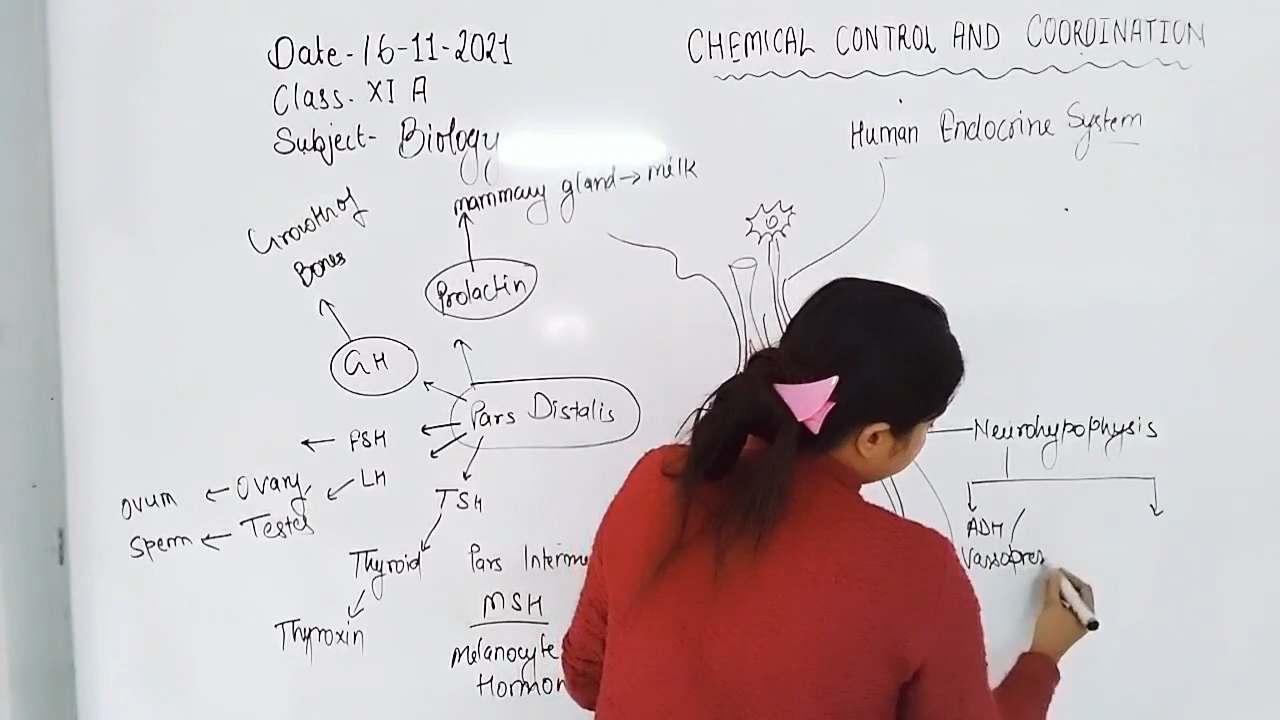 Date-16-11-2021
Class- XI A
Subject- Biology
CHEMICAL CONTROL AND COORDINATION
Human Endocrine System
mammary gland→milk
Growth of
Bones
Prolactin
GH
Pars Distalis
FSH
LH
Ovary
ovum
Testes
Sperm
TSH
Thyroid
Thyroxin
Pars Interme
MSH
Melanocyte
Hormon
Neurohypophysis
ADH/
Vassopres